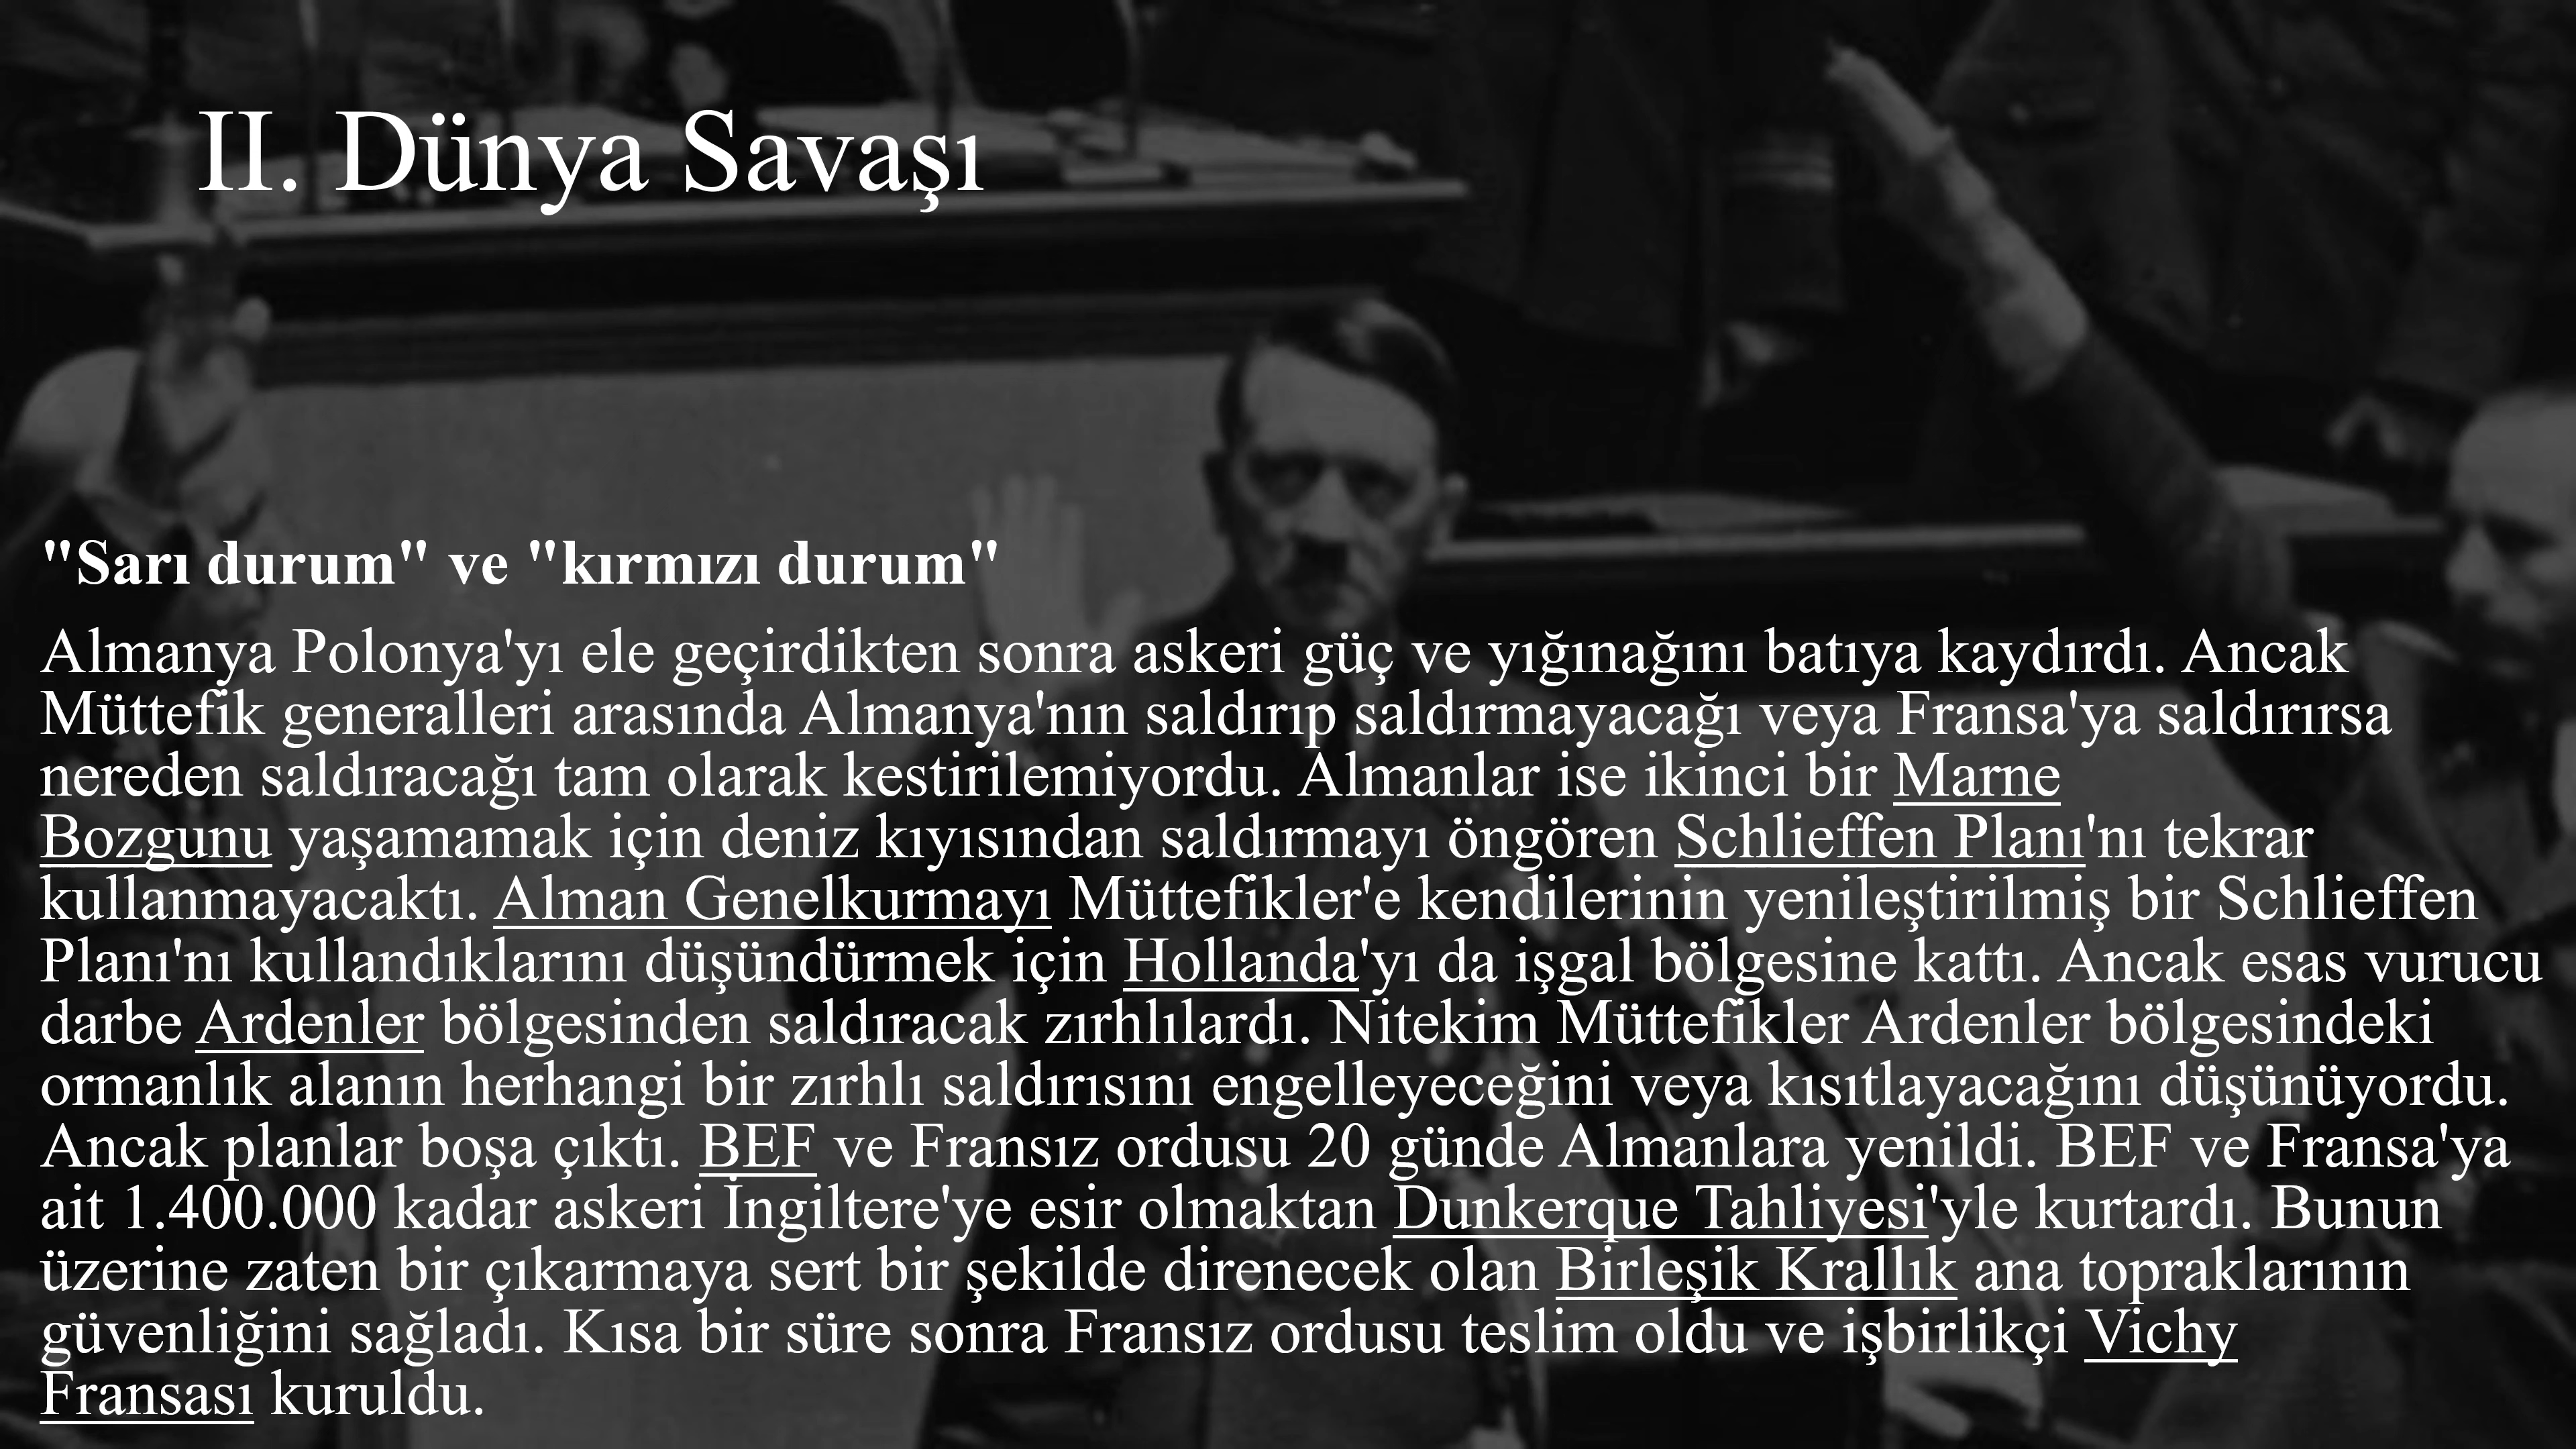 II. Dünya Savaşı
"Sarı durum" ve "kırmızı durum"
Almanya Polonya'yı ele geçirdikten sonra askeri güç ve yığınağını batıya kaydırdı. Ancak
Müttefik generalleri arasında Almanya'nın saldırıp saldırmayacağı veya Fransa'ya saldırırsa
nereden saldıracağı tam olarak kestirilemiyordu. Almanlar ise ikinci bir Marne
Bozgunu yaşamamak için deniz kıyısından saldırmayı öngören Schlieffen Planı'nı tekrar
kullanmayacaktı. Alman Genelkurmayı Müttefikler'e kendilerinin yenileştirilmiş bir Schlieffen
Planı'nı kullandıklarını düşündürmek için Hollanda'yı da işgal bölgesine kattı. Ancak esas vurucu
darbe Ardenler bölgesinden saldıracak zırhlılardı. Nitekim Müttefikler Ardenler bölgesindeki
ormanlık alanın herhangi bir zırhlı saldırısını engelleyeceğini veya kısıtlayacağını düşünüyordu.
Ancak planlar boşa çıktı. BEF ve Fransız ordusu 20 günde Almanlara yenildi. BEF ve Fransa'ya
ait 1.400.000 kadar askeri İngiltere'ye esir olmaktan Dunkerque Tahliyesi'yle kurtardı. Bunun
üzerine zaten bir çıkarmaya sert bir şekilde direnecek olan Birleşik Krallık ana topraklarının
güvenliğini sağladı. Kısa bir süre sonra Fransız ordusu teslim oldu ve işbirlikçi Vichy
Fransası kuruldu.